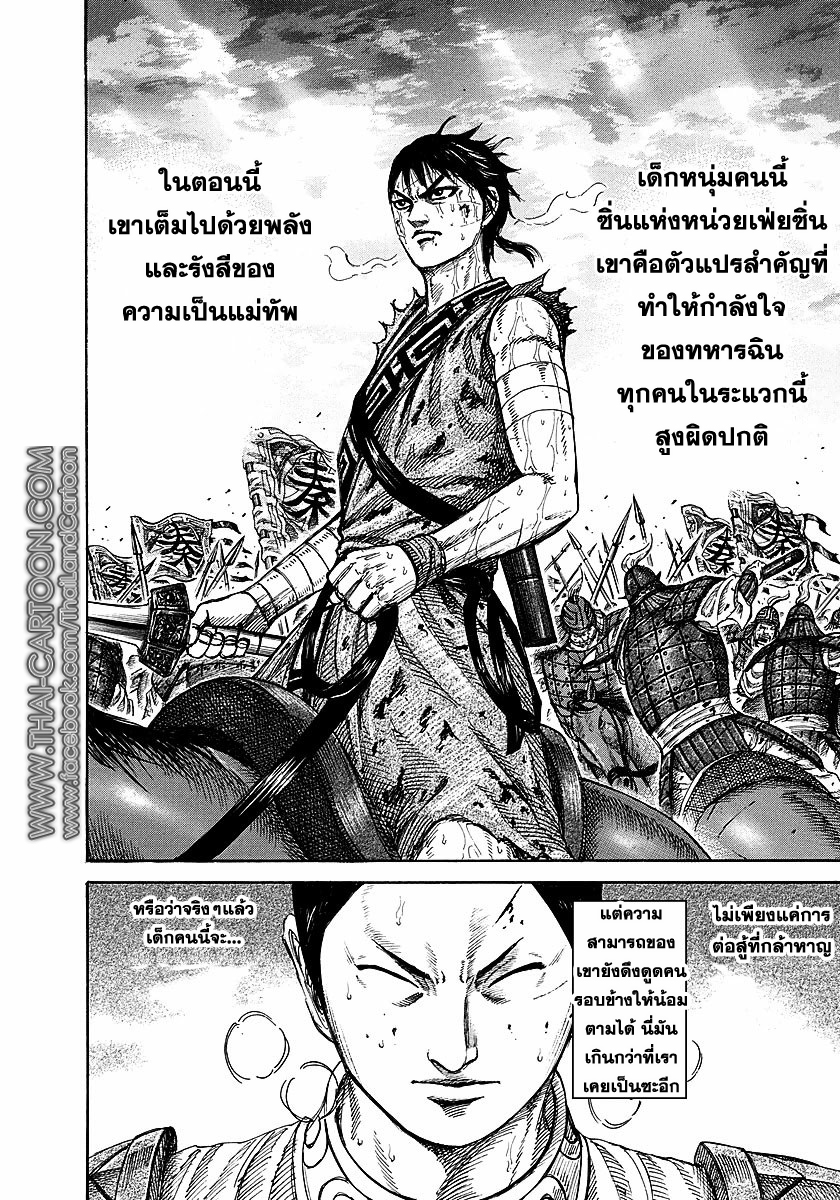 เด็กหนุ่มคนนี้
ซิ่นแห่งหน่วยเฟ่ยซิ่น
เขาคือตัวแปรสำคัญที่
ทำให้กำลังใจ
ของทหารฉิน
ทุกคนในระแวกนี้
สูงผิดปกติ
ในตอนนี้
เขาเต็มไปด้วยพลัง
และรังสีของ
ความเป็นแม่ทัพ
秦
秦
秦
秦
秦
WWW.THAI-CARTOON.COM
www.facebook.com/ThaiLandCartoon
ไม่เพียงแค่การ
ต่อสู้ที่กล้าหาญ
แต่ความ
สามารถของ
เขายังดึงดูดคน
รอบข้างให้น้อม
ตามได้ นี่มัน
เกินกว่าที่เรา
เคยเป็นซะอีก
หรือว่าจริงๆแล้ว
เด็กคนนี้จะ...